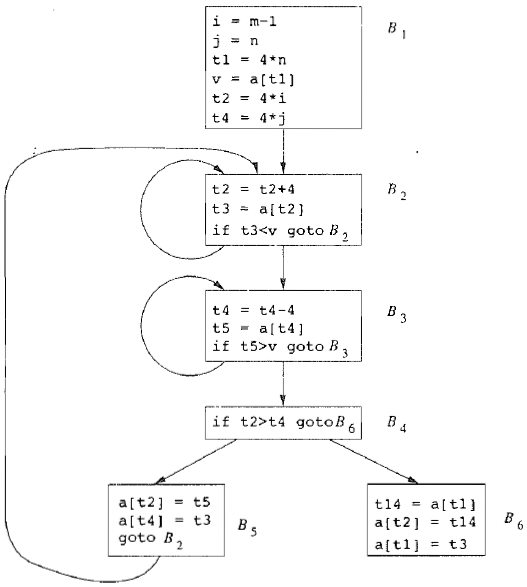 i = m-1
j = n
t1 = 4*n
v = a[t1]
t2 = 4*i
t4 = 4*j
B1
t2 = t2+4
t3 = a[t2]
if t3<v goto B2
B2
t4 = t4-4
t5 = a[t4]
if t5>v goto B3
B3
if t2>t4 goto B6
B4
a[t2] = t5
a[t4] = t3
goto B2
B5
t14 = a[t1]
a[t2] = t14
a[t1] = t3
B6